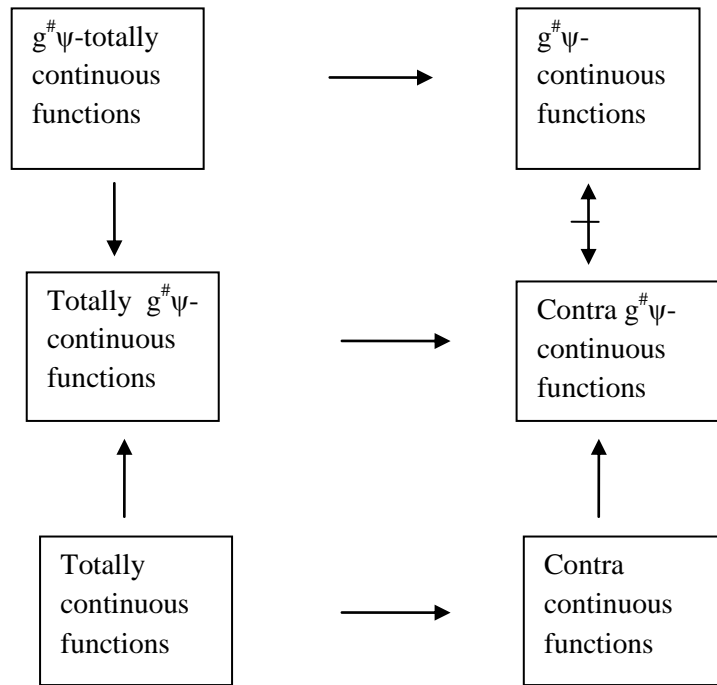 g#ψ-totally
continuous
functions
g#ψ-
continuous
functions
Totally g#ψ-
continuous
functions
Contra g#ψ-
continuous
functions
Totally
continuous
functions
Contra
continuous
functions